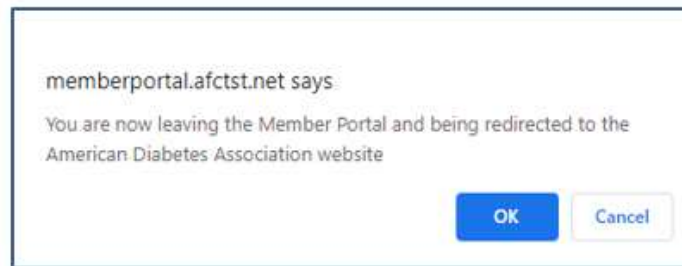 memberportal.afctst.net says
You are now leaving the Member Portal and being redirected to the
American Diabetes Association website
OK
Cancel